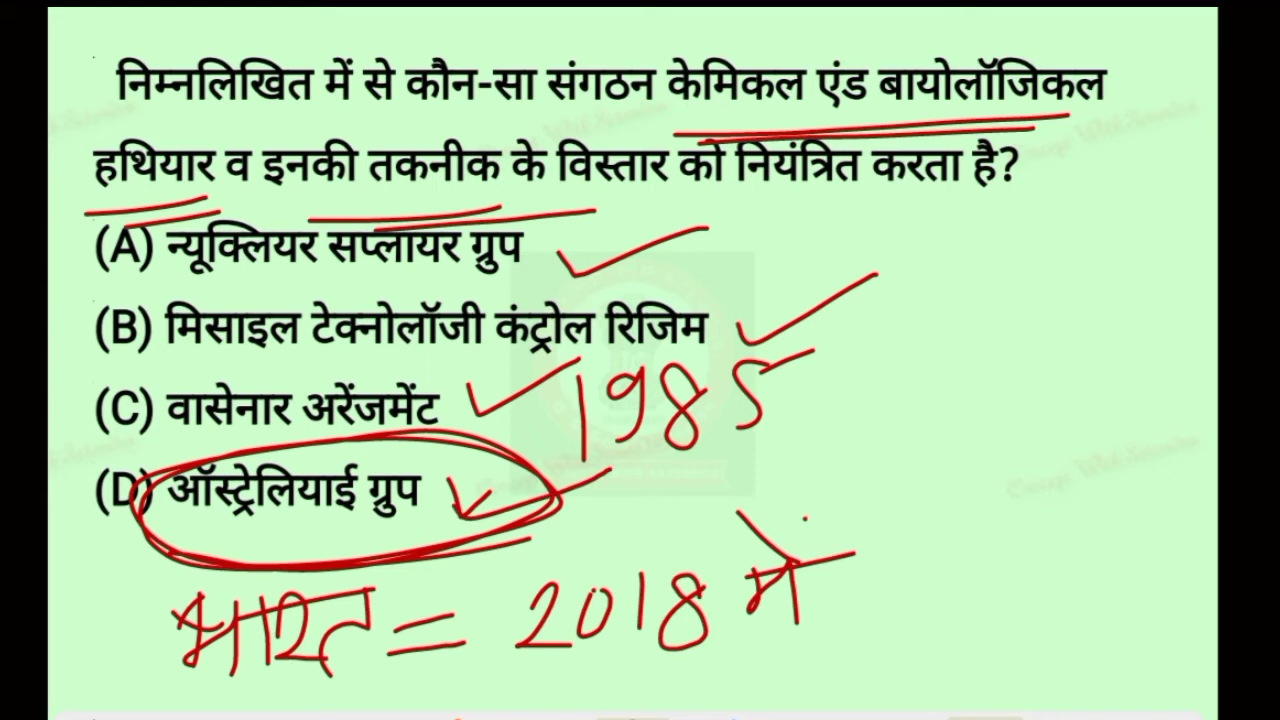 निम्नलिखित में से कौन-सा संगठन केमिकल एंड बायोलॉजिकल
हथियार व इनकी तकनीक के विस्तार को नियंत्रित करता है?
(A) न्यूक्लियर सप्लायर ग्रुप
(B) मिसाइल टेक्नोलॉजी कंट्रोल रिजिम
1985
(C) वासेनार अरेंजमेंट
(D) ऑस्ट्रेलियाई ग्रुप
भारत = 2018 मे